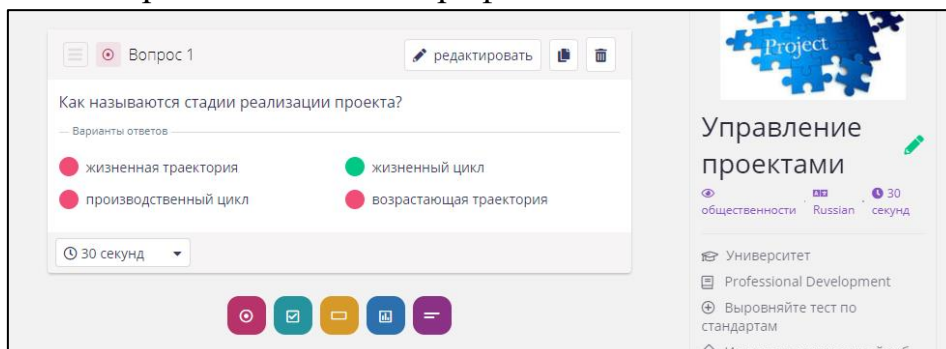 Вопрос 1
редактировать
Как называются стадии реализации проекта?
Варианты ответов
жизненная траектория
жизненный цикл
производственный цикл
возрастающая траектория
30 секунд
Project
Управление
проектами
общественности
Russian
30
секунд
Университет
Professional Development
Выровняйте тест по
стандартам